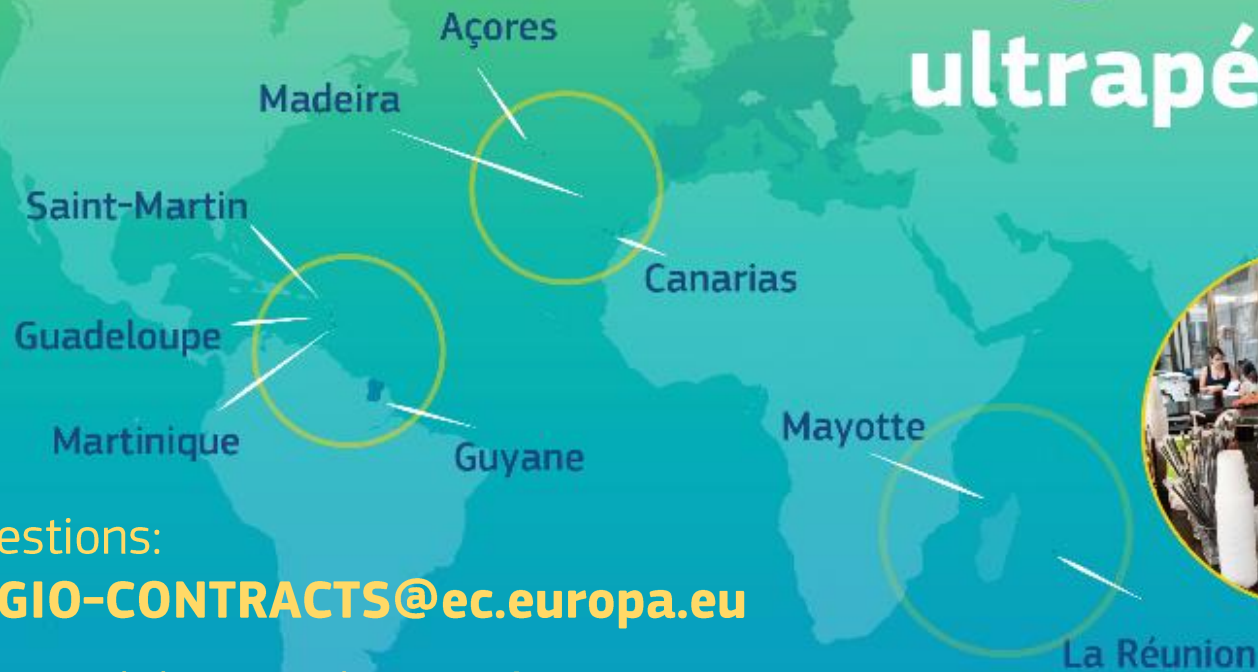 Açores
ultrapé
Madeira
Saint-Martin
Canarias
Guadeloupe
Mayotte
Martinique
Guyane
estions:
GIO-CONTRACTS@ec.europa.eu
La Réunion